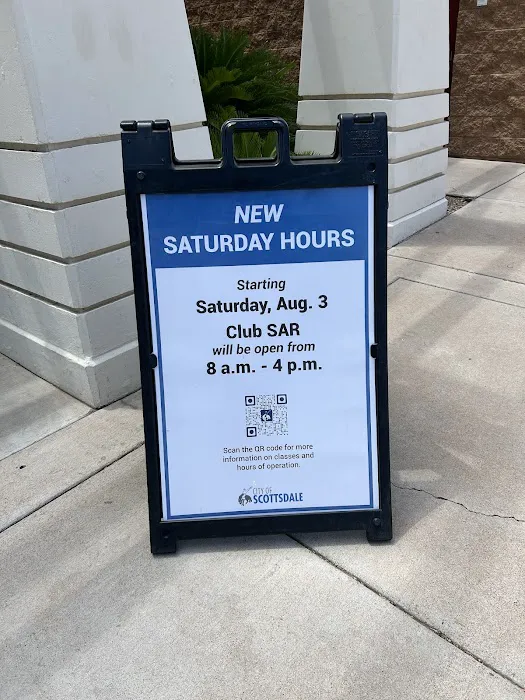 NEW
SATURDAY HOURS
Starting
Saturday, Aug. 3
Club SAR
will be open from
8 a.m. - 4 p.m.
Scan the QR code for more
information on classes and
hours of operation.
CITY OF
SCOTTSDALE